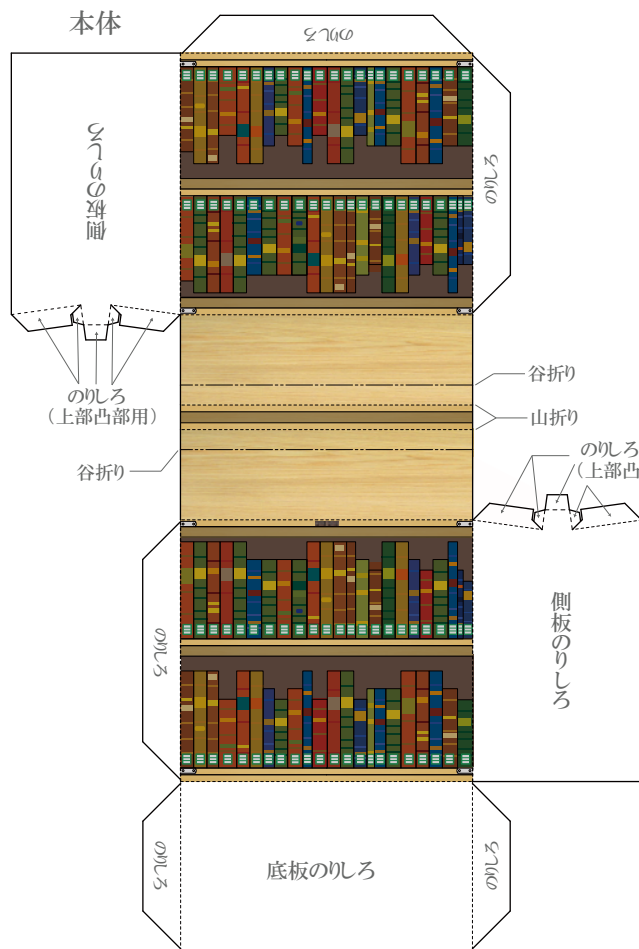 本体
のりしろ
側板のりしろ
のりしろ
のりしろ
（上部凸部用）
谷折り
山折り
谷折り
のりしろ
（上部凸
のりしろ
側板のりしろ
のりしろ
底板のりしろ
のりしろ